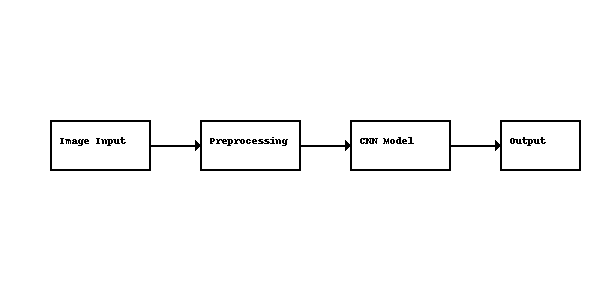 Image Input
Preprocessing
CNN Model
Output